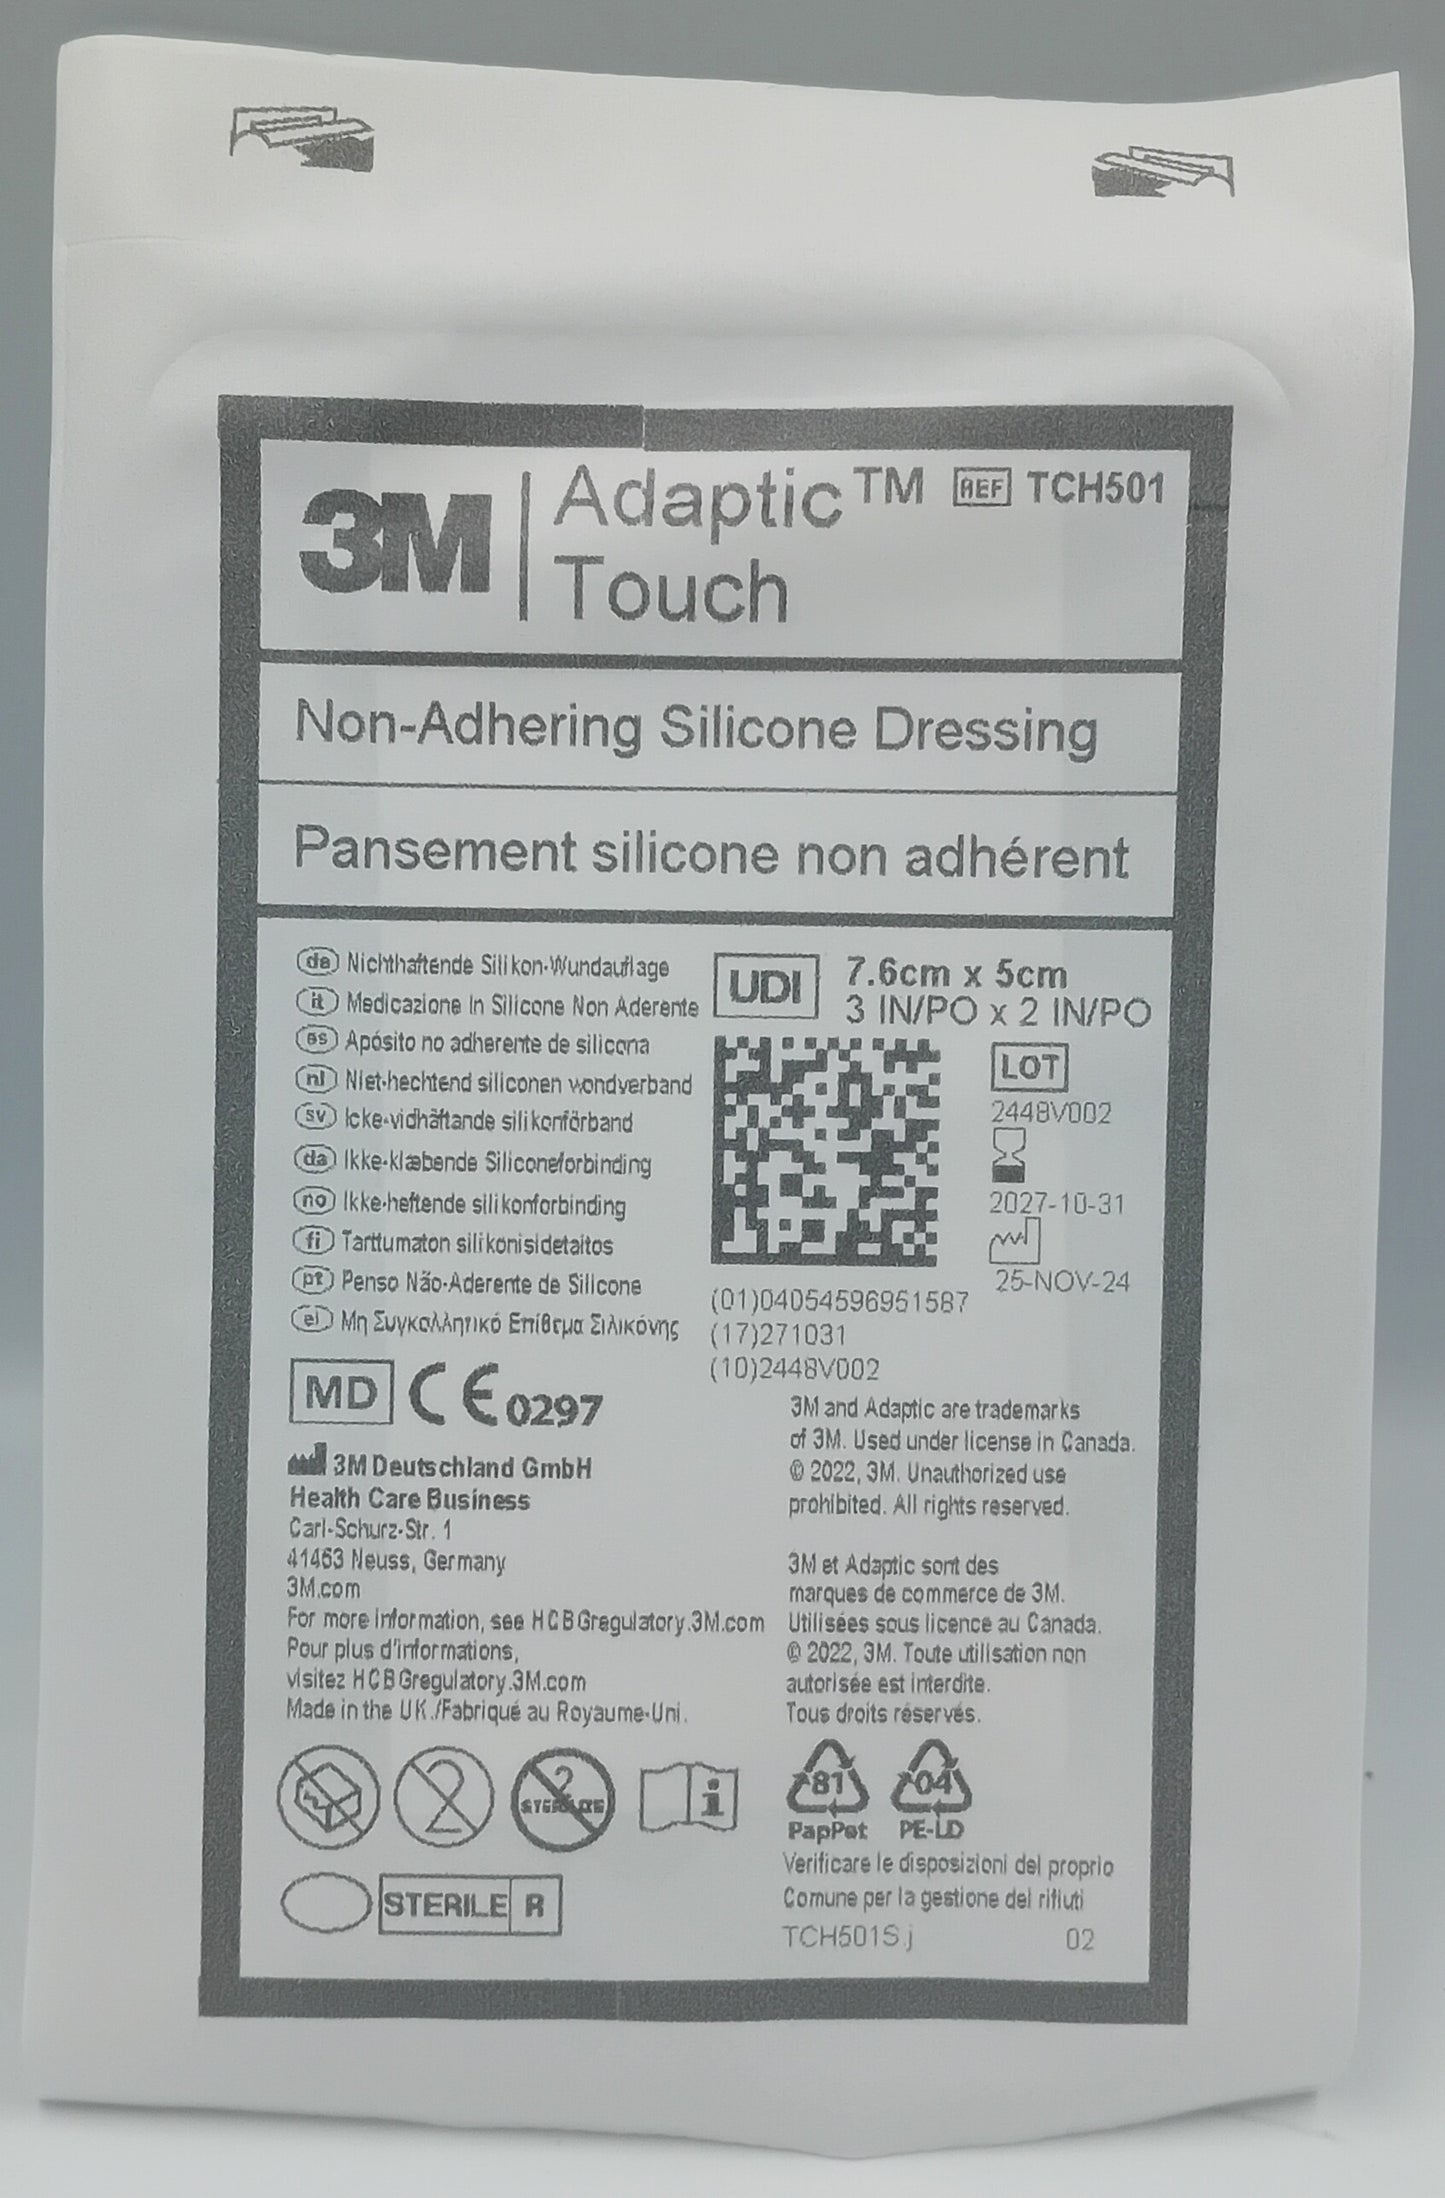 3M
Adaptic™
Touch
REF TCH501
Non-Adhering Silicone Dressing
Pansement silicone non adhérent
de Nichthaftende Silikon-Wundauflage
it Medicazione In Silicone Non Aderente
es Apósito no adherente de silicona
nl Niet-hechtend siliconen wondverband
sv Icke-vidhäftande silikonförband
da Ikke-klæbende Siliconeforbinding
no Ikke-heftende silikonforbinding
fi Tarttumaton silikonisidetaitos
pt Penso Não-Aderente de Silicone
el Μη Συγκολλητικό Επίθεμα Σιλικόνης
UDI
7.6cm x 5cm
3 IN/PO x 2 IN/PO
LOT
2448V002
2027-10-31
25-NOV-24
(01)04054596951587
(17)271031
(10)2448V002
MD CE 0297
3M Deutschland GmbH
Health Care Business
Carl-Schurz-Str. 1
41453 Neuss, Germany
3M.com
For more information, see HCBGregulatory.3M.com
Pour plus d'informations,
visitez HCBGregulatory.3M.com
Made in the UK./Fabriqué au Royaume-Uni.
3M and Adaptic are trademarks
of 3M. Used under license in Canada.
© 2022, 3M. Unauthorized use
prohibited. All rights reserved.
3M et Adaptic sont des
marques de commerce de 3M.
Utilisées sous licence au Canada.
© 2022, 3M. Toute utilisation non
autorisée est interdite.
Tous droits réservés.
2
2
STERILIZE
i
STERILE R
81 04
PapPet PE-LD
Verificare le disposizioni del proprio
Comune per la gestione dei rifiuti
TCH501S.j 02